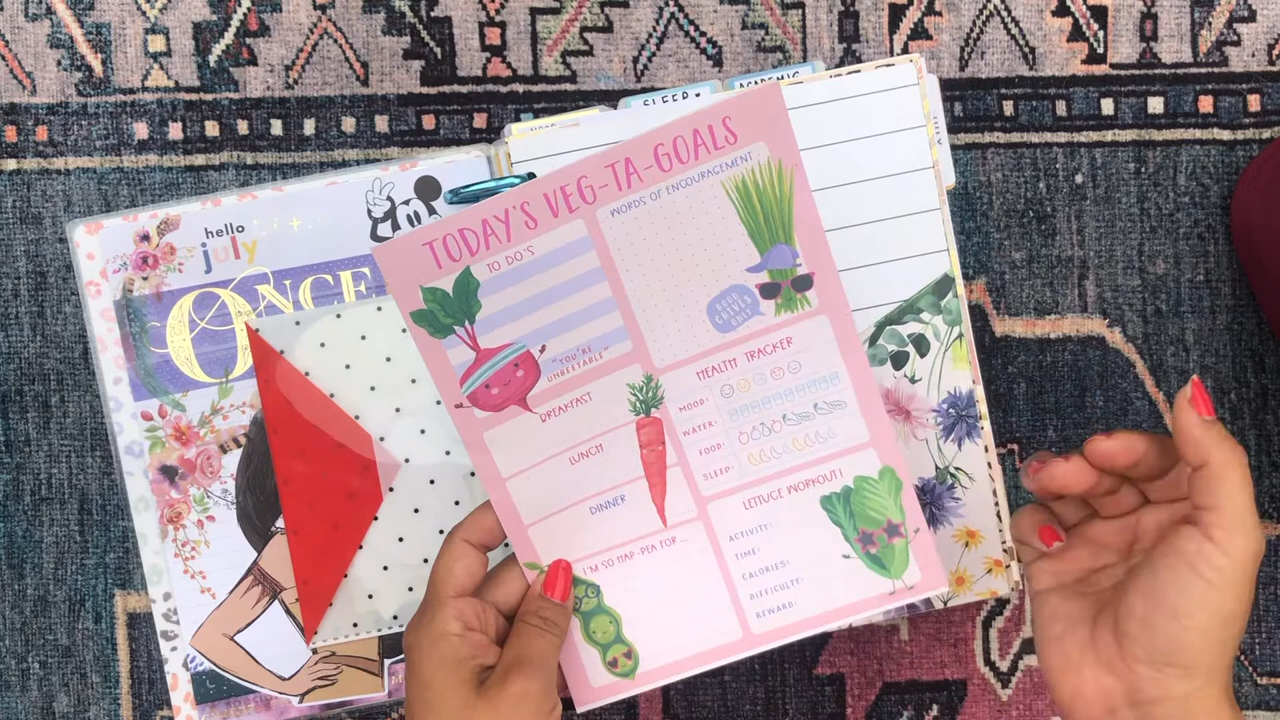 SLEEP
ACADEMIC
hello
july
ONCE
TODAY'S VEG-TA-GOALS
TO DO'S
"YOU'RE
UNBEETABLE"
WORDS OF ENCOURAGEMENT
GOOD
CHIVES
ONLY
BREAKFAST
LUNCH
DINNER
HEALTH TRACKER
MOOD:
WATER:
FOOD:
SLEEP:
I'M SO HAP-PEA FOR...
LETTUCE WORKOUT!
ACTIVITY:
TIME:
CALORIES:
DIFFICULTY:
REWARD: